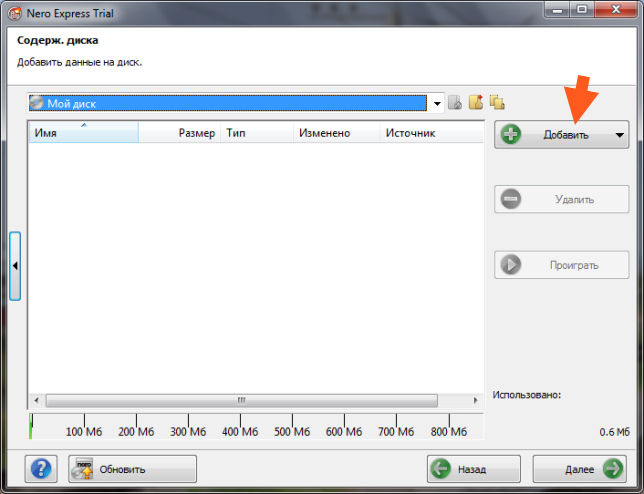 Nero Express Trial
Содерж. диска
Добавить данные на диск.
Мой диск
Имя Размер Тип Изменено Источник
Добавить
Удалить
Проиграть
Использовано:
100 Мб 200 Мб 300 Мб 400 Мб 500 Мб 600 Мб 700 Мб 800 Мб
0.6 Мб
? nero Обновить Назад Далее